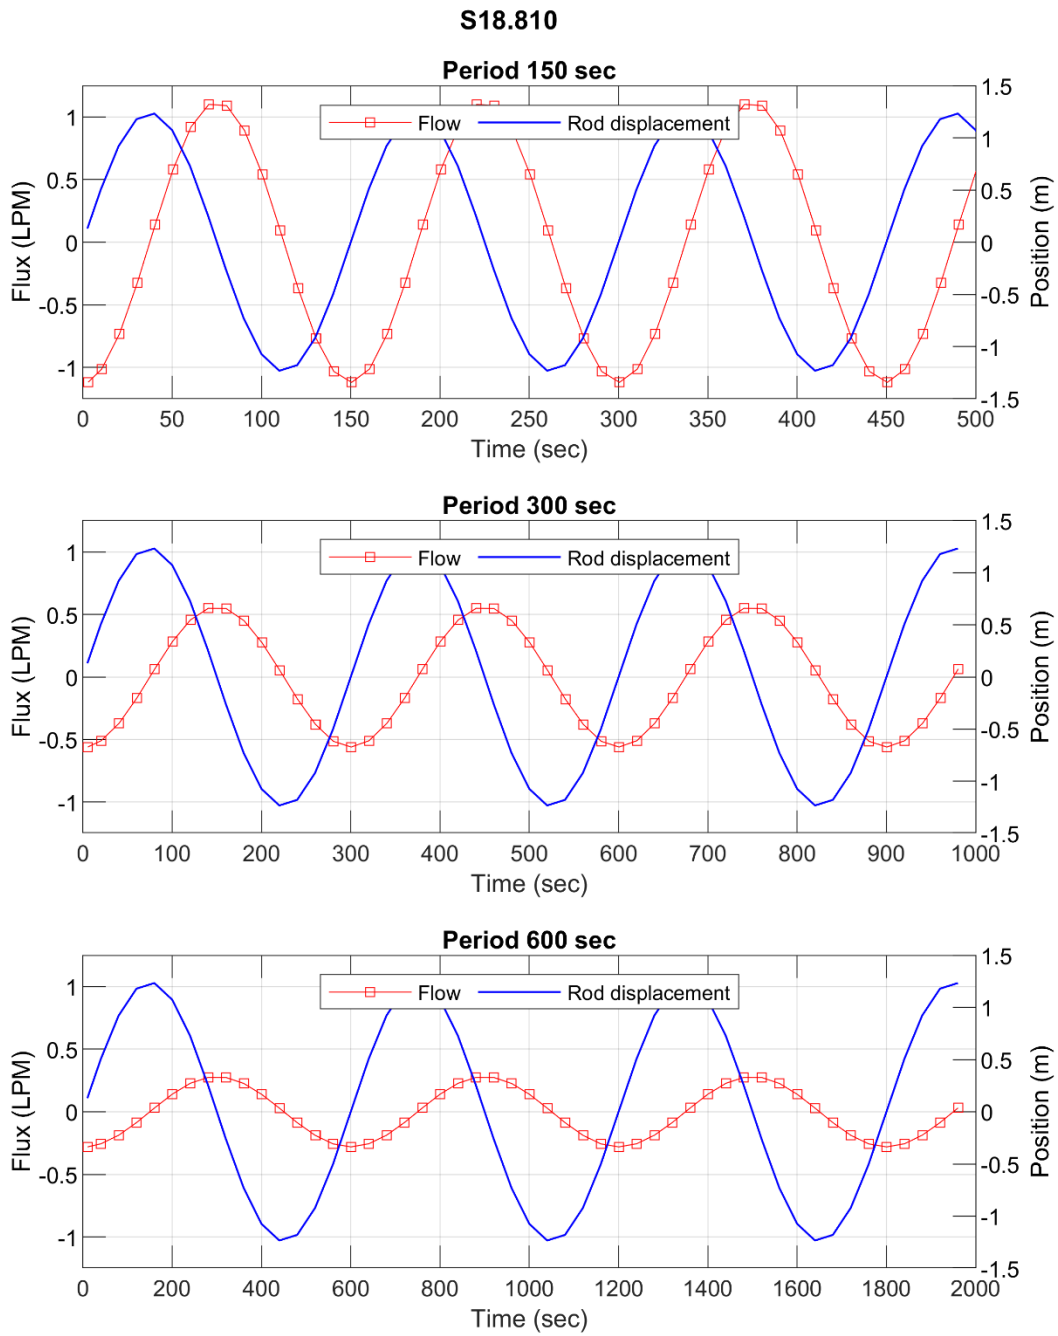 S18.810
Period 150 sec
Flow Rod displacement
Flux (LPM)
1
0.5
0
-0.5
-1
Position (m)
1.5
1
0.5
0
-0.5
-1
-1.5
0 50 100 150 200 250 300 350 400 450 500
Time (sec)
Period 300 sec
Flow Rod displacement
Flux (LPM)
1
0.5
0
-0.5
-1
Position (m)
1.5
1
0.5
0
-0.5
-1
-1.5
0 100 200 300 400 500 600 700 800 900 1000
Time (sec)
Period 600 sec
Flow Rod displacement
Flux (LPM)
1
0.5
0
-0.5
-1
Position (m)
1.5
1
0.5
0
-0.5
-1
-1.5
0 200 400 600 800 1000 1200 1400 1600 1800 2000
Time (sec)